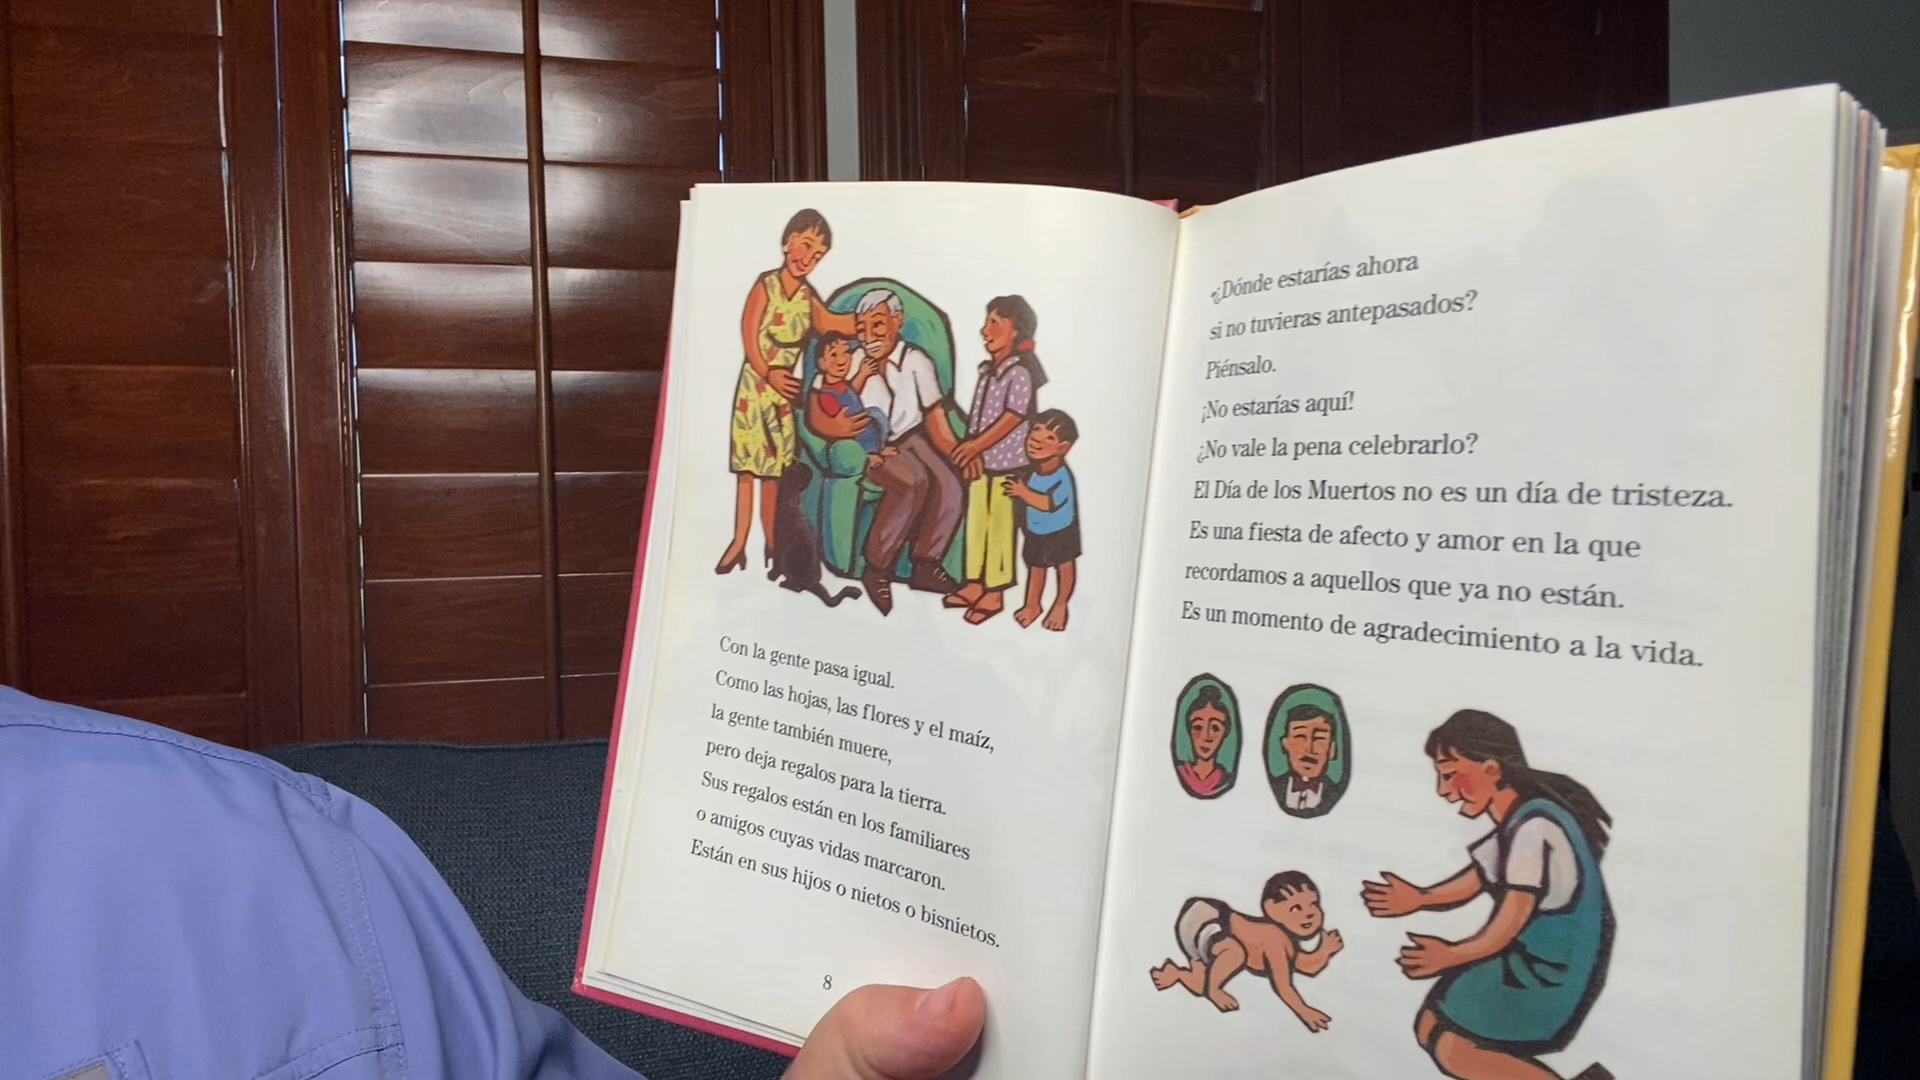 Con la gente pasa igual.
Como las hojas, las flores y el maíz,
la gente también muere,
pero deja regalos para la tierra.
Sus regalos están en los familiares
o amigos cuyas vidas marcaron.
Están en sus hijos o nietos o bisnietos.
8
¿Dónde estarías ahora
si no tuvieras antepasados?
Piénsalo.
¡No estarías aquí!
¿No vale la pena celebrarlo?
El Día de los Muertos no es un día de tristeza.
Es una fiesta de afecto y amor en la que
recordamos a aquellos que ya no están.
Es un momento de agradecimiento a la vida.